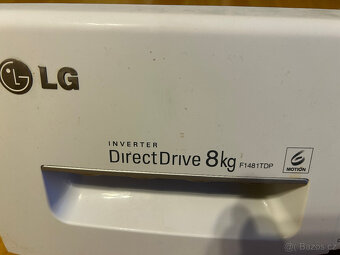 LG
INVERTER
DirectDrive 8kg F1481TDP
6
MOTION
Bazos.cz